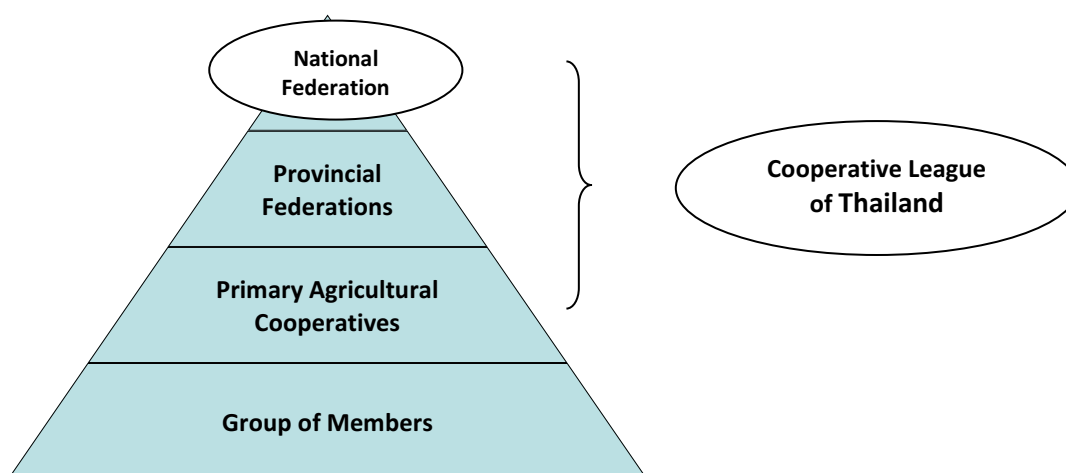 National
Federation
Provincial
Federations
Primary Agricultural
Cooperatives
Group of Members
Cooperative League
of Thailand